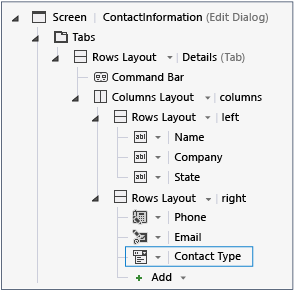 Screen | ContactInformation (Edit Dialog)
Tabs
Rows Layout | Details (Tab)
Command Bar
Columns Layout | columns
Rows Layout | left
abl | Name
abl | Company
abl | State
Rows Layout | right
Phone
Email
Contact Type
+ Add